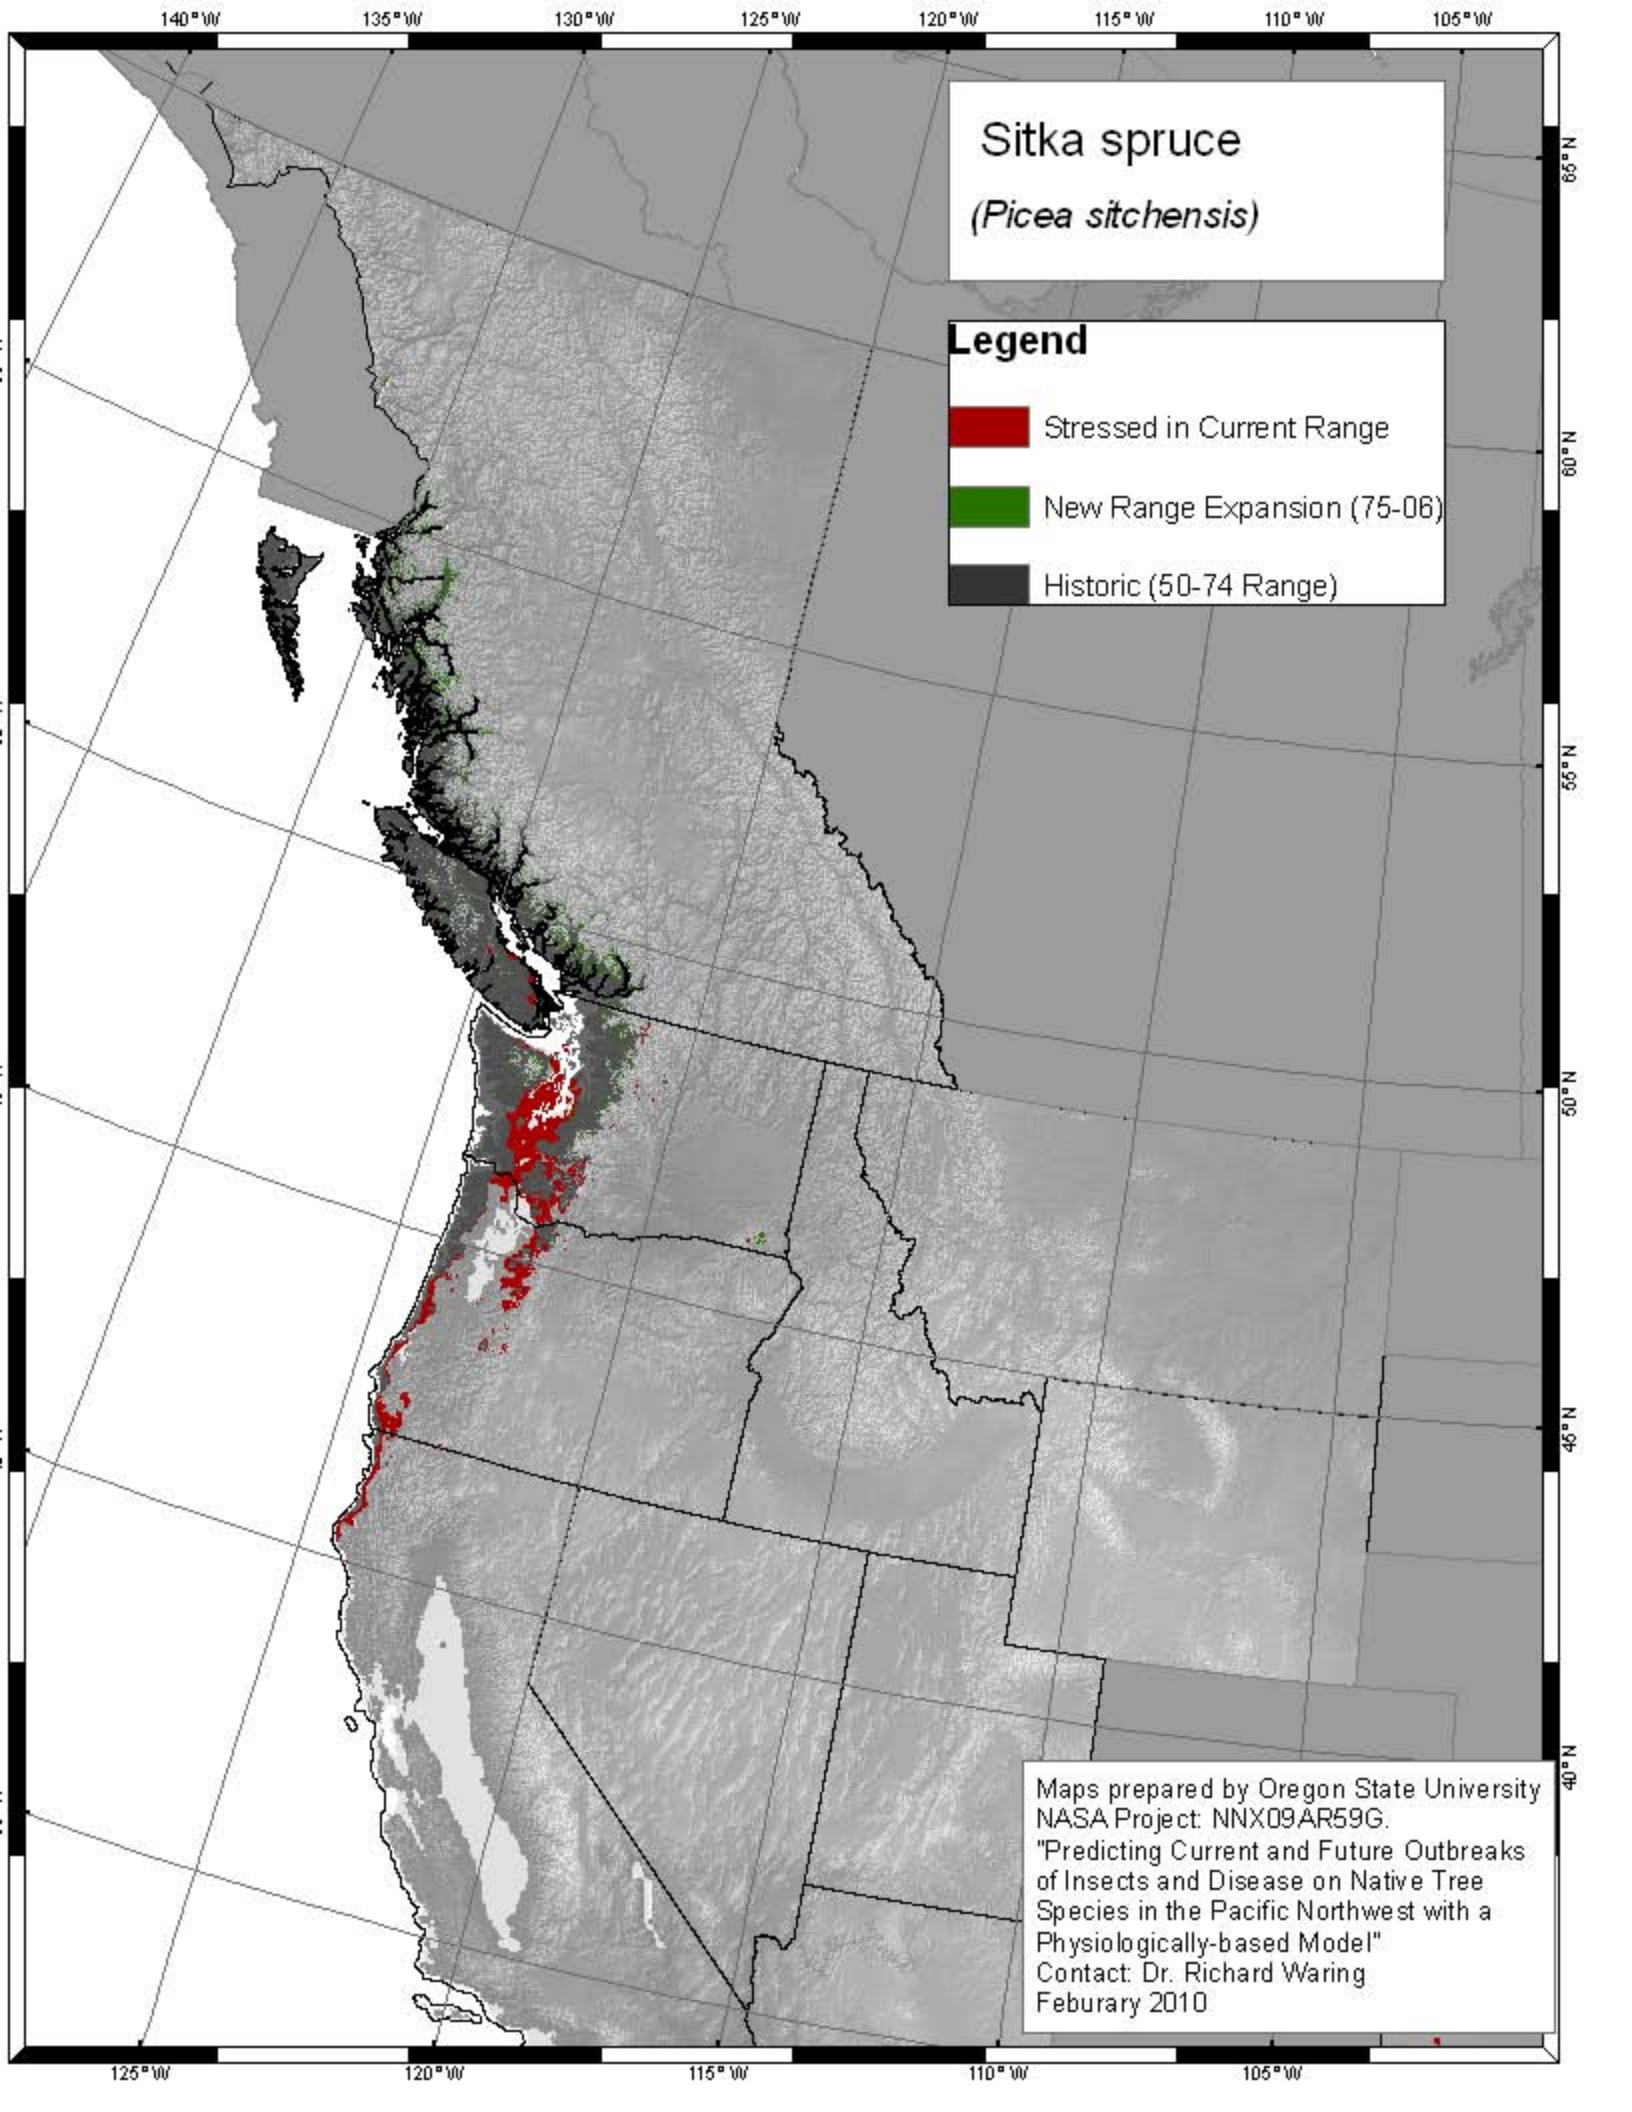 140°W 135°W 130°W 125°W 120°W 115°W 110°W 105°W
Sitka spruce
(Picea sitchensis)
Legend
Stressed in Current Range
New Range Expansion (75-06)
Historic (50-74 Range)
65°N
60°N
55°N
50°N
45°N
40°N
Maps prepared by Oregon State University
NASA Project: NNX09AR59G.
"Predicting Current and Future Outbreaks
of Insects and Disease on Native Tree
Species in the Pacific Northwest with a
Physiologically-based Model"
Contact: Dr. Richard Waring
Feburary 2010
125°W 120°W 115°W 110°W 105°W